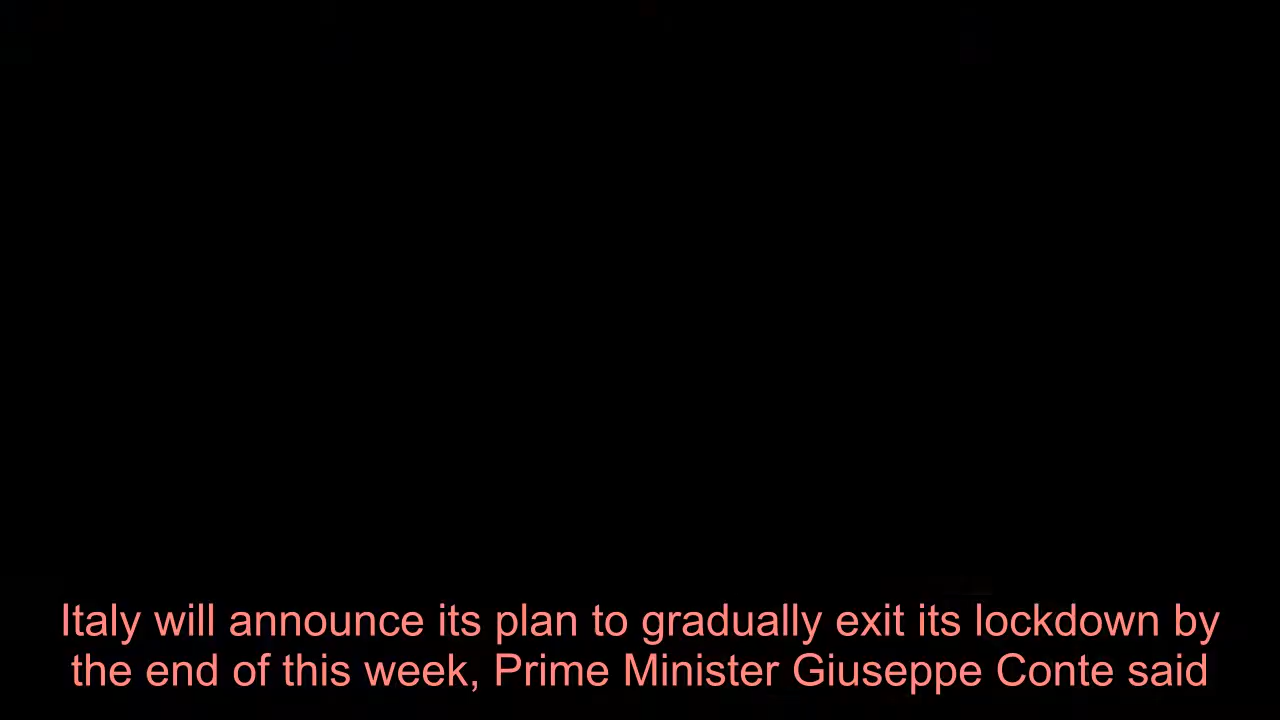 Italy will announce its plan to gradually exit its lockdown by
the end of this week, Prime Minister Giuseppe Conte said